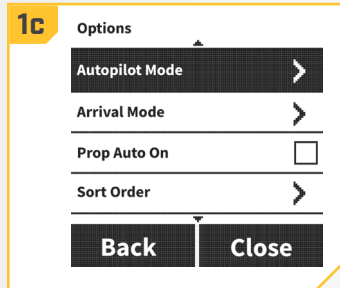 1c
Options
Autopilot Mode
Arrival Mode
Prop Auto On
Sort Order
Back Close